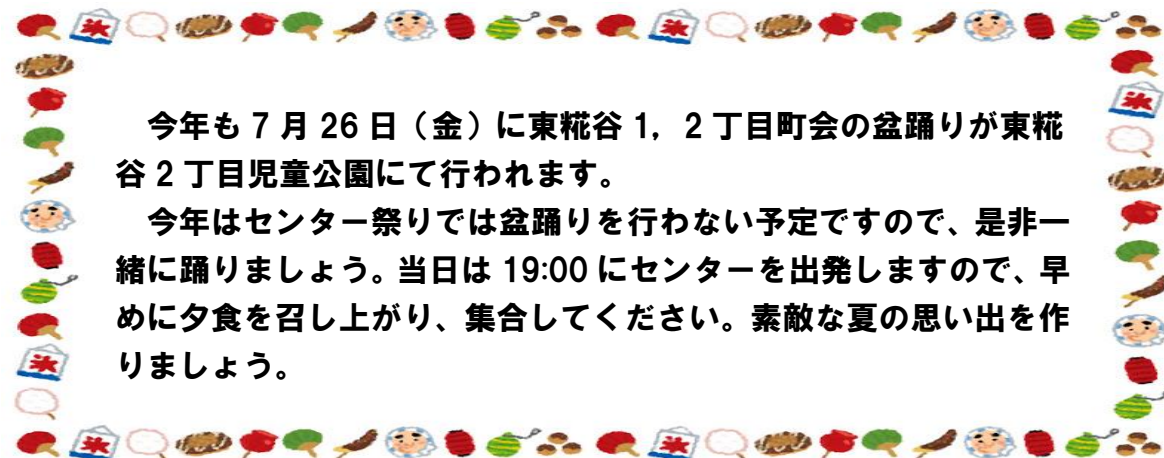 今年も 7 月 26 日（金）に東糀谷 1，2 丁目町会の盆踊りが東糀
谷 2 丁目児童公園にて行われます。
今年はセンター祭りでは盆踊りを行わない予定ですので、是非一
緒に踊りましょう。当日は 19:00 にセンターを出発しますので、早
めに夕食を召し上がり、集合してください。素敵な夏の思い出を作
りましょう。